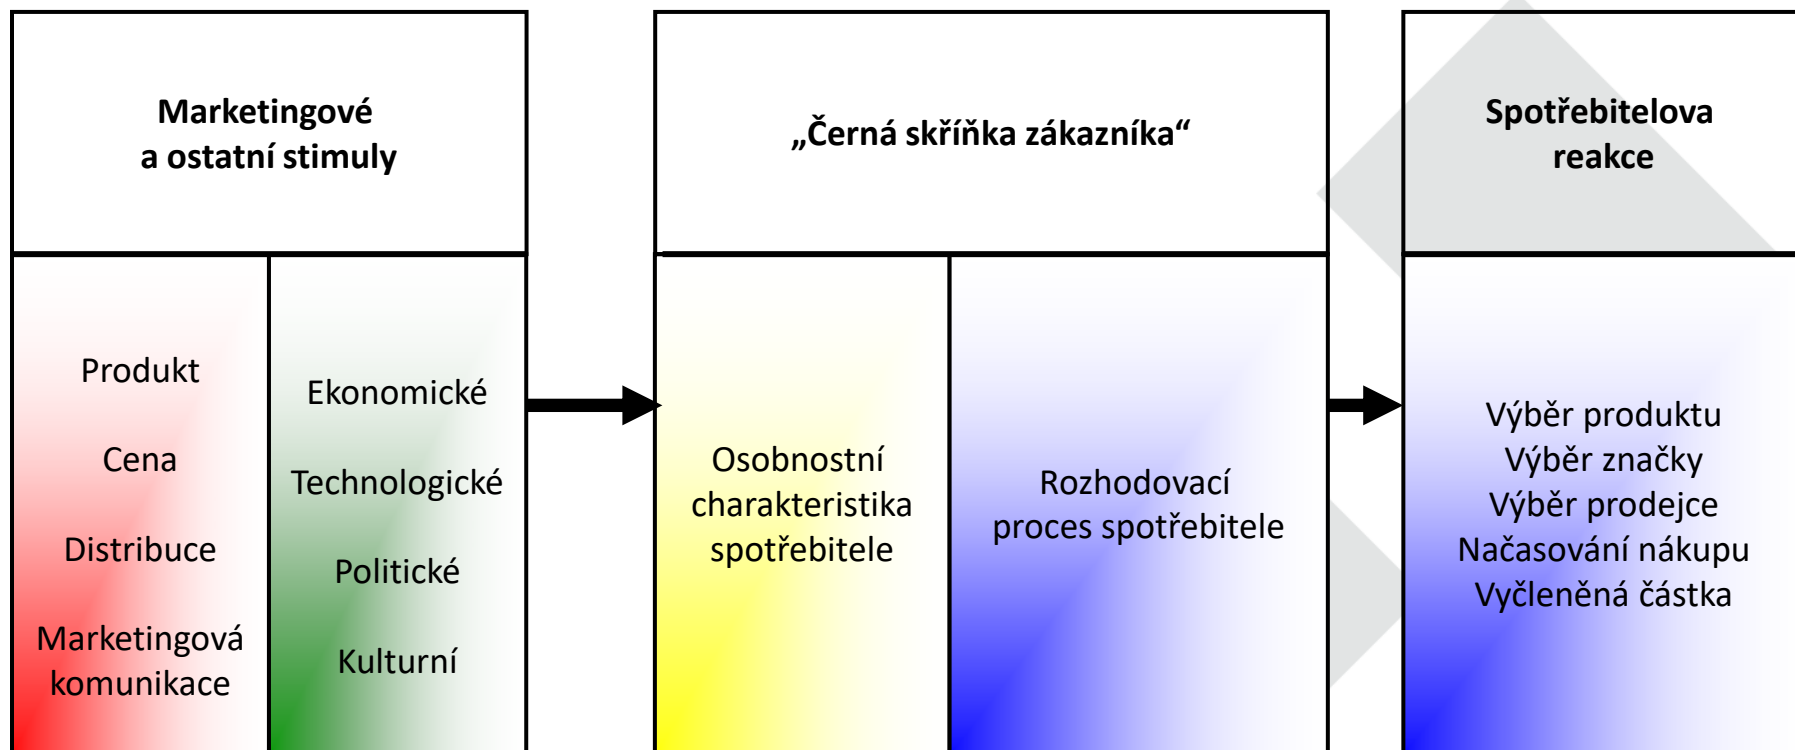 Marketingové
a ostatní stimuly
„Černá skříňka zákazníka“
Spotřebitelova
reakce
Produkt
Cena
Distribuce
Marketingová
komunikace
Ekonomické
Technologické
Politické
Kulturní
Osobnostní
charakteristika
spotřebitele
Rozhodovací
proces spotřebitele
Výběr produktu
Výběr značky
Výběr prodejce
Načasování nákupu
Vyčleněná částka